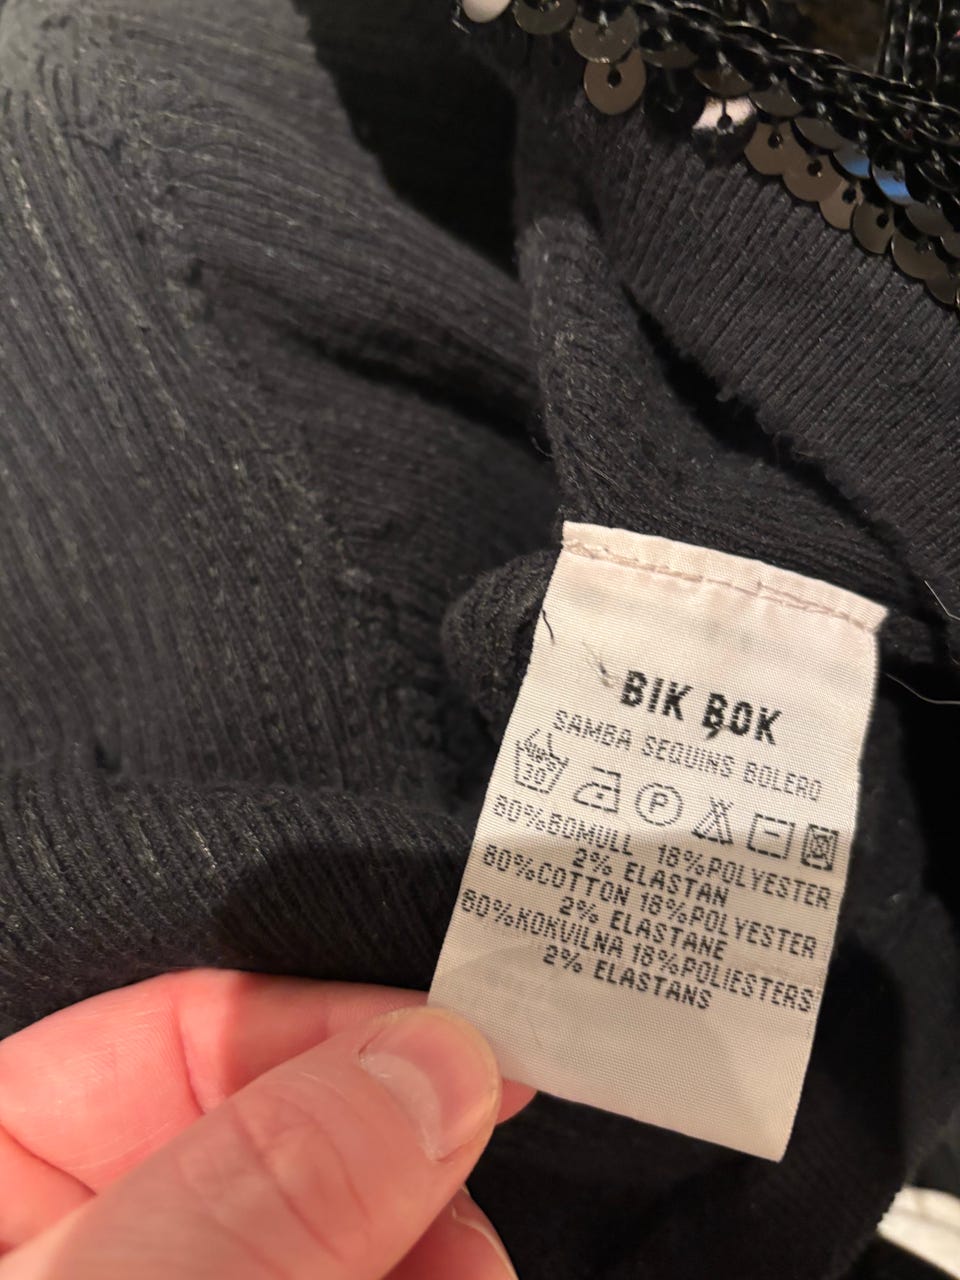 BIK BOK
SAMBA SEQUINS BOLERO
30° P
80%BOMULL 18%POLYESTER
2% ELASTAN
80%COTTON 18%POLYESTER
2% ELASTANE
80%KOKVILNA 18%POLIESTERS
2% ELASTANS